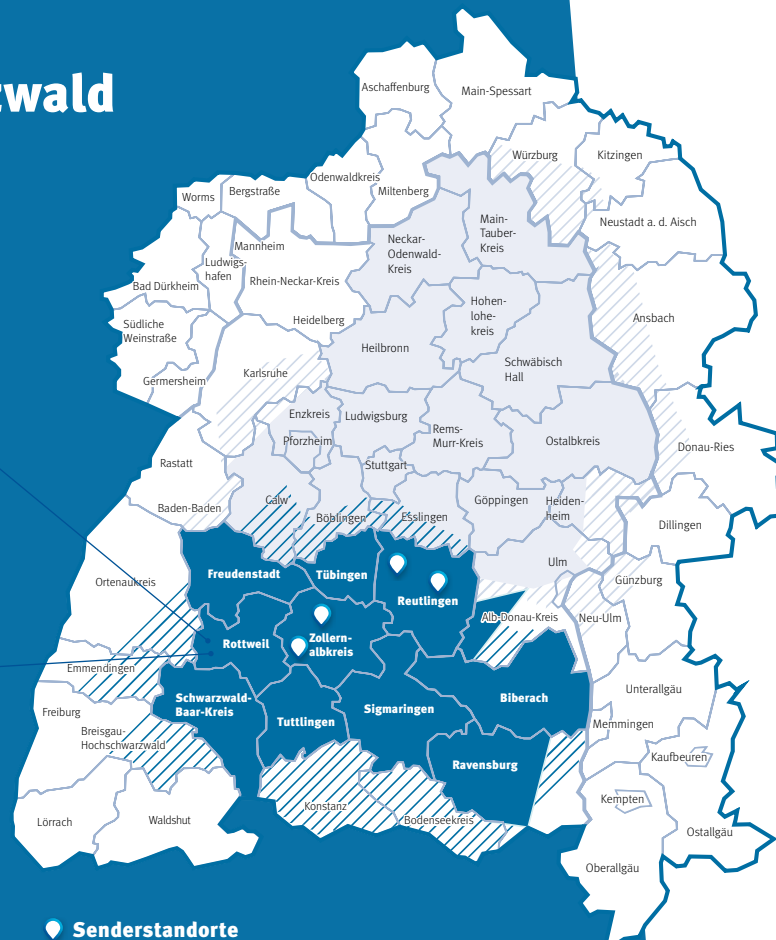 zwald
Aschaffenburg
Main-Spessart
Würzburg
Kitzingen
Odenwaldkreis
Miltenberg
Bergstraße
Worms
Neustadt a. d. Aisch
Main-
Tauber-
Kreis
Neckar-
Odenwald-
Kreis
Mannheim
Ludwigs-
hafen
Rhein-Neckar-Kreis
Bad Dürkheim
Hohen-
lohe-
kreis
Ansbach
Heidelberg
Südliche
Weinstraße
Heilbronn
Schwäbisch
Hall
Germersheim
Karlsruhe
Enzkreis
Ludwigsburg
Pforzheim
Rems-
Murr-Kreis
Ostalbkreis
Donau-Ries
Rastatt
Stuttgart
Calw
Göppingen
Heiden-
heim
Baden-Baden
Böblingen
Esslingen
Dillingen
Ulm
Ortenaukreis
Freudenstadt
Tübingen
Reutlingen
Günzburg
Alb-Donau-Kreis
Neu-Ulm
Rottweil
Zollern-
albkreis
Emmendingen
Schwarzwald-
Baar-Kreis
Sigmaringen
Biberach
Unterallgäu
Freiburg
Tuttlingen
Memmingen
Breisgau-
Hochschwarzwald
Ravensburg
Kaufbeuren
Kempten
Konstanz
Bodenseekreis
Lörrach
Waldshut
Ostallgäu
Oberallgäu
Senderstandorte